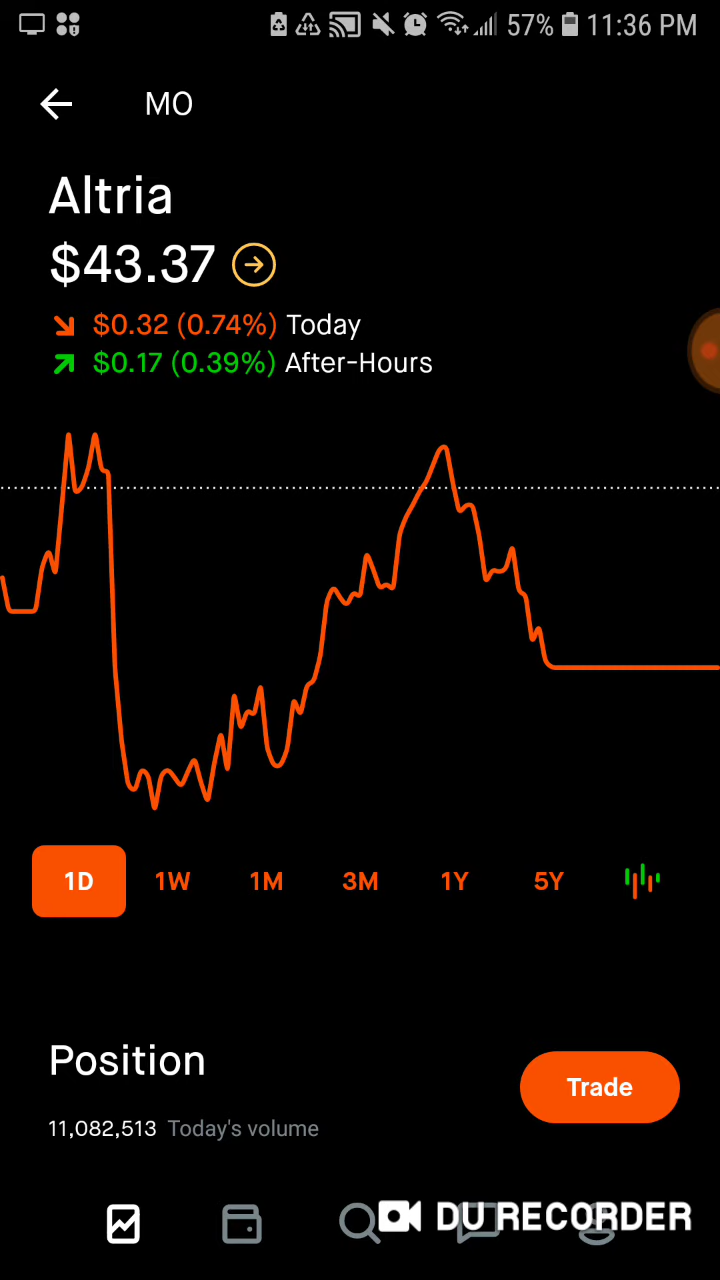 57% 11:36 PM
MO
Altria
$43.37
$0.32 (0.74%) Today
$0.17 (0.39%) After-Hours
1D 1W 1M 3M 1Y 5Y
Position
Trade
11,082,513 Today's volume
DU RECORDER